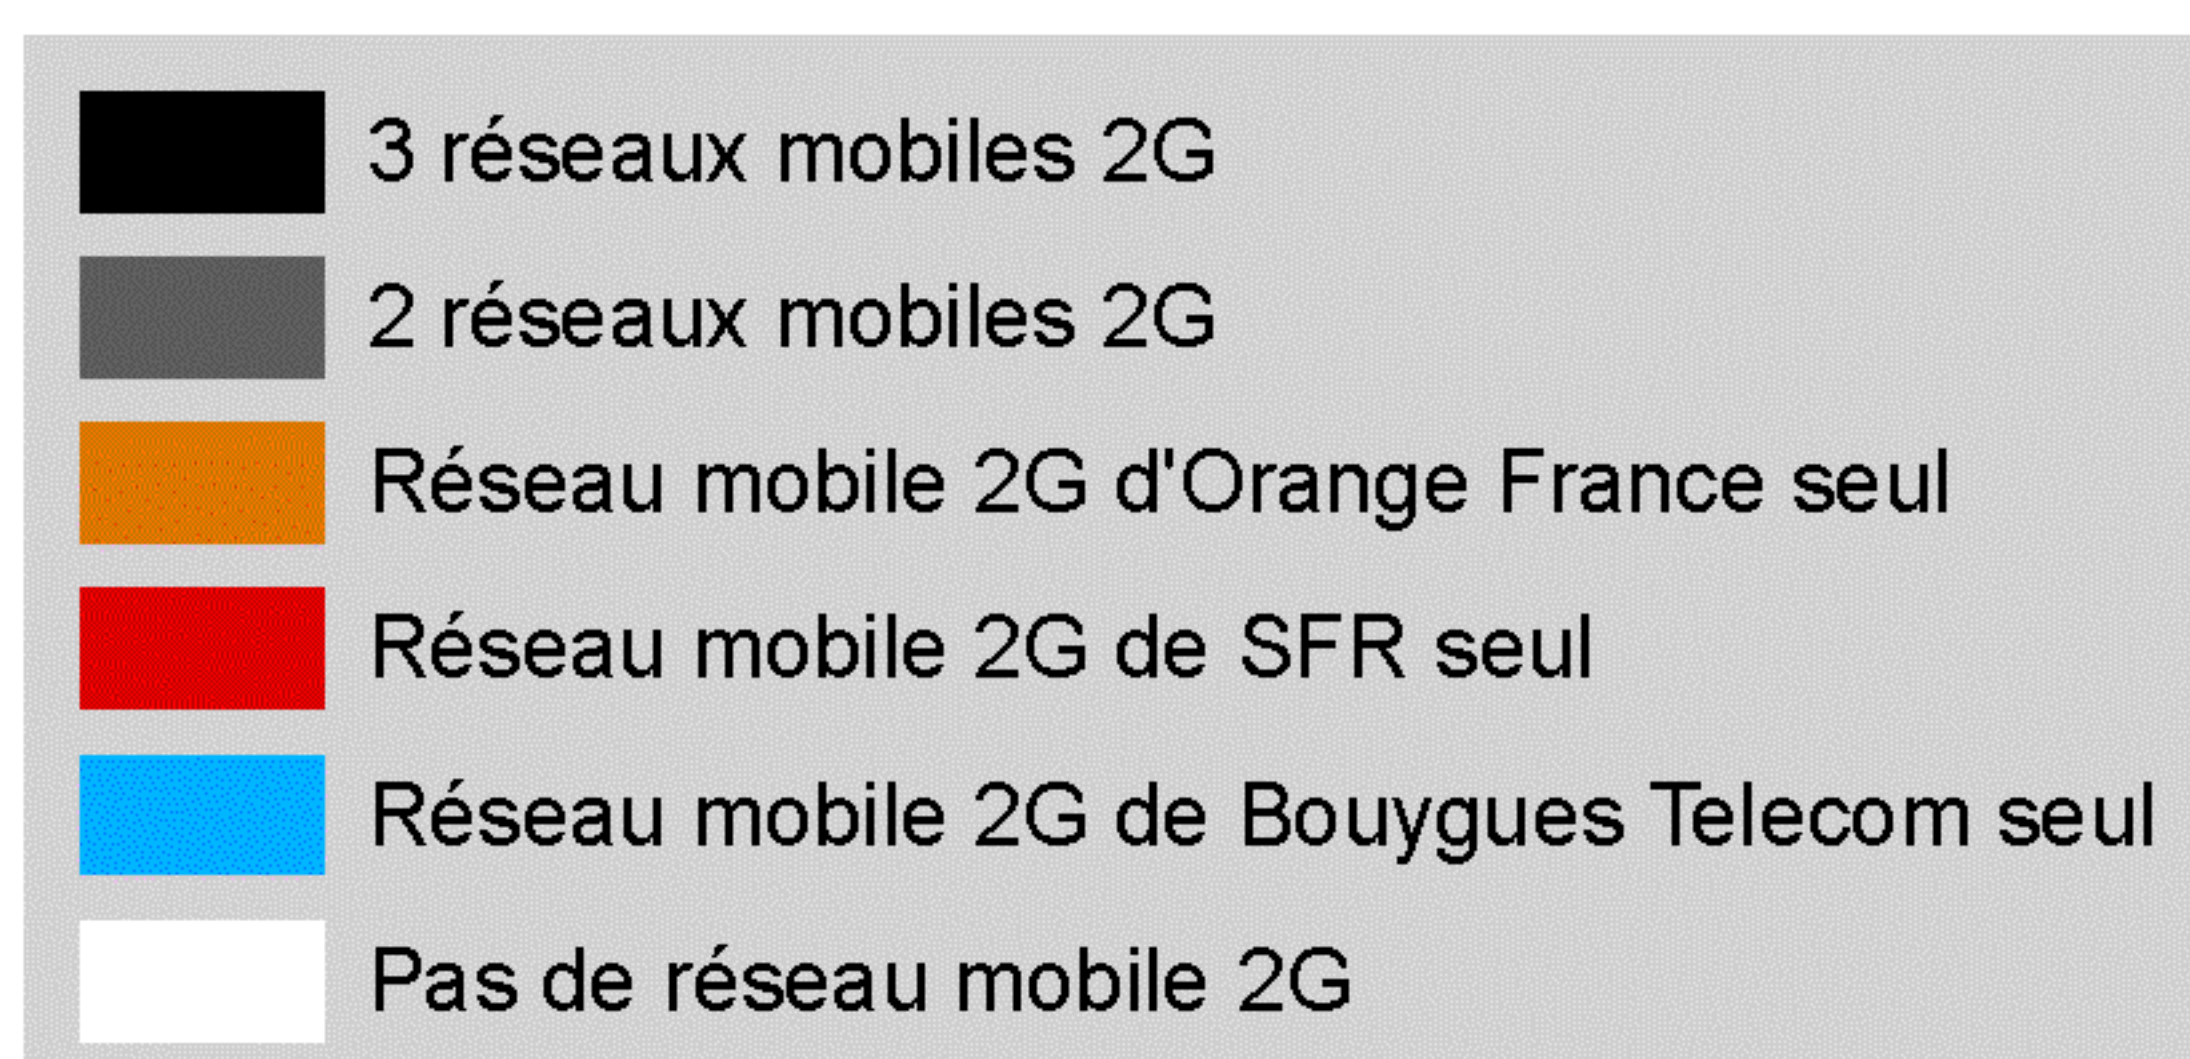 3 réseaux mobiles 2G
2 réseaux mobiles 2G
Réseau mobile 2G d'Orange France seul
Réseau mobile 2G de SFR seul
Réseau mobile 2G de Bouygues Telecom seul
Pas de réseau mobile 2G